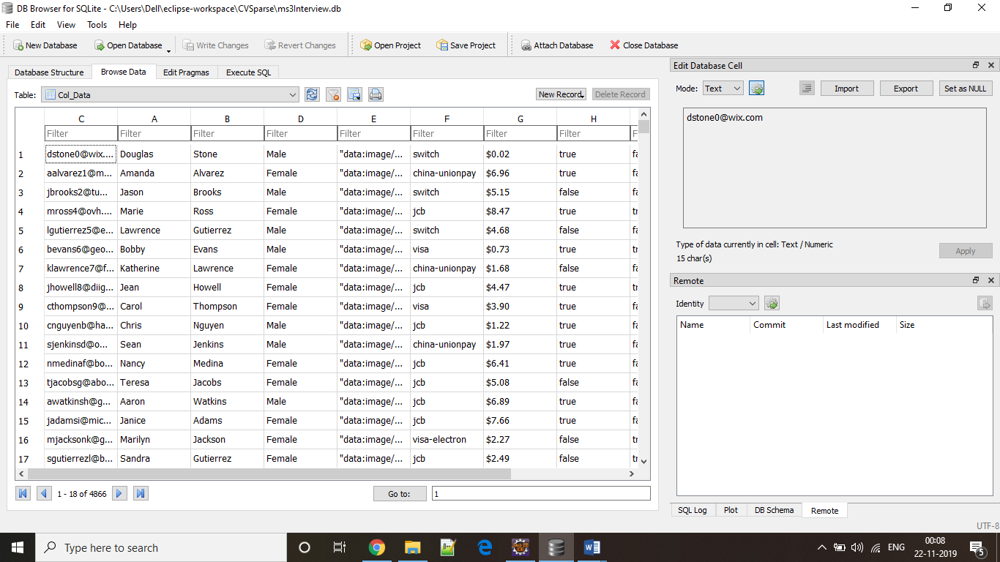 DB Browser for SQLite - C:\Users\Dell\eclipse-workspace\CVSparse\ms3Interview.db
File Edit View Tools Help
New Database Open Database Write Changes Revert Changes Open Project Save Project Attach Database Close Database
Database Structure Browse Data Edit Pragmas Execute SQL
Table: Col_Data New Record Delete Record
C A B D E F G H
Filter Filter Filter Filter Filter Filter Filter Filter F
1 dstone0@wix.... Douglas Stone Male "data:image/... switch $0.02 true fa
2 aalvarez1@m... Amanda Alvarez Female "data:image/... china-unionpay $6.96 true fa
3 jbrooks2@tu... Jason Brooks Male "data:image/... switch $5.15 false fa
4 mross4@ovh.... Marie Ross Female "data:image/... jcb $8.47 true tr
5 lgutierrez5@e... Lawrence Gutierrez Male "data:image/... switch $4.68 false fa
6 bevans6@geo... Bobby Evans Male "data:image/... visa $0.73 true tr
7 klawrence7@f... Katherine Lawrence Female "data:image/... china-unionpay $1.68 false fa
8 jhowell8@diig... Jean Howell Female "data:image/... jcb $4.47 true tr
9 cthompson9@... Carol Thompson Female "data:image/... visa $3.90 true fa
10 cnguyenb@ha... Chris Nguyen Male "data:image/... jcb $1.22 true tr
11 sjenkinsd@o... Sean Jenkins Male "data:image/... china-unionpay $1.97 true fa
12 nmedinaf@bo... Nancy Medina Female "data:image/... jcb $6.41 true tr
13 tjacobsg@abo... Teresa Jacobs Female "data:image/... jcb $5.08 false fa
14 awatkinsh@g... Aaron Watkins Male "data:image/... jcb $6.89 true fa
15 jadamsi@mic... Janice Adams Female "data:image/... jcb $7.66 true fa
16 mjacksonk@g... Marilyn Jackson Female "data:image/... visa-electron $2.27 false tr
17 sgutierrezl@b... Sandra Gutierrez Female "data:image/... jcb $2.49 false tr
1 - 18 of 4866 Go to: 1
Edit Database Cell
Mode: Text Import Export Set as NULL
dstone0@wix.com
Type of data currently in cell: Text / Numeric
15 char(s)
Apply
Remote
Identity
Name Commit Last modified Size
SQL Log Plot DB Schema Remote
UTF-8
Type here to search
ENG
00:08
22-11-2019
5